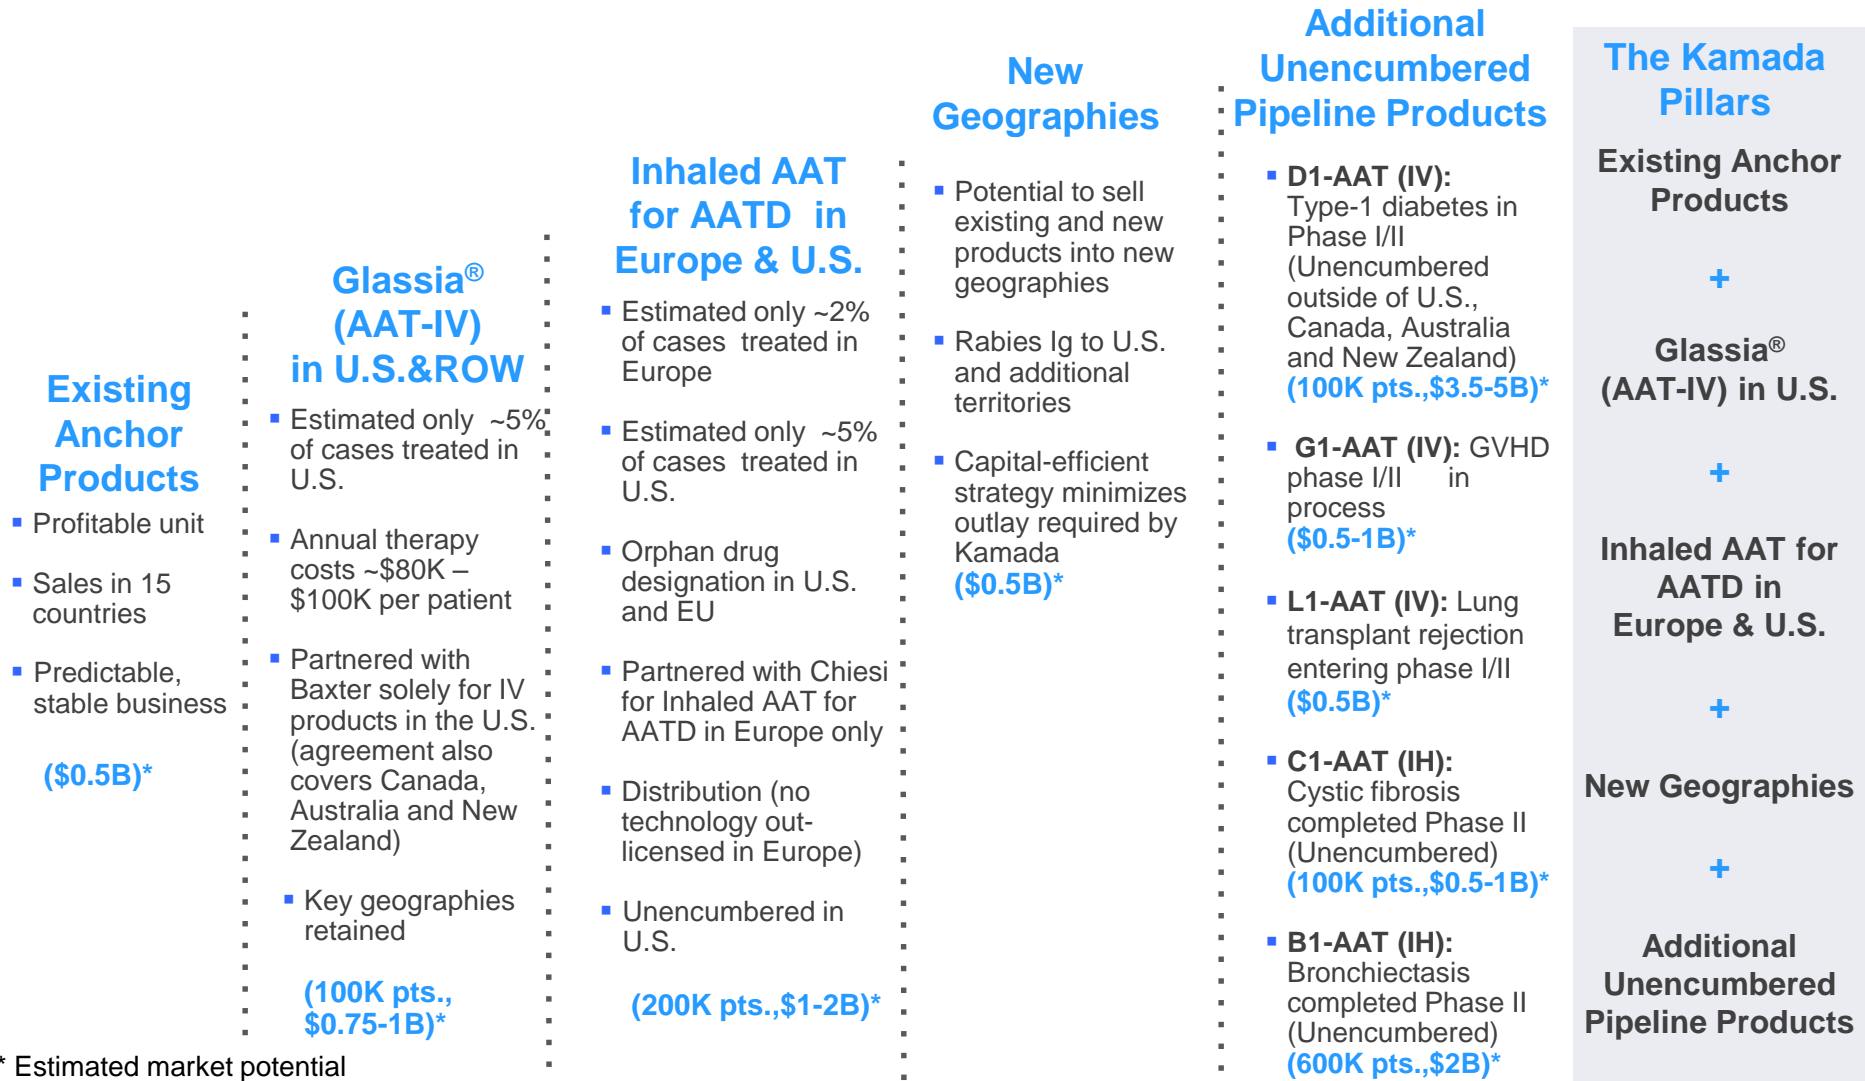 Existing
Anchor
Products
▪ Profitable unit
▪ Sales in 15
countries
▪ Predictable,
stable business
($0.5B)*
Glassia®
(AAT-IV)
in U.S.&ROW
▪ Estimated only ~5%
of cases treated in
U.S.
▪ Annual therapy
costs ~$80K –
$100K per patient
▪ Partnered with
Baxter solely for IV
products in the U.S.
(agreement also
covers Canada,
Australia and New
Zealand)
▪ Key geographies
retained
(100K pts.,
$0.75-1B)*
Inhaled AAT
for AATD in
Europe & U.S.
▪ Estimated only ~2%
of cases treated in
Europe
▪ Estimated only ~5%
of cases treated in
U.S.
▪ Orphan drug
designation in U.S.
and EU
▪ Partnered with Chiesi
for Inhaled AAT for
AATD in Europe only
▪ Distribution (no
technology out-
licensed in Europe)
▪ Unencumbered in
U.S.
(200K pts.,$1-2B)*
New
Geographies
▪ Potential to sell
existing and new
products into new
geographies
▪ Rabies Ig to U.S.
and additional
territories
▪ Capital-efficient
strategy minimizes
outlay required by
Kamada
($0.5B)*
Additional
Unencumbered
Pipeline Products
▪ D1-AAT (IV):
Type-1 diabetes in
Phase I/II
(Unencumbered
outside of U.S.,
Canada, Australia
and New Zealand)
(100K pts.,$3.5-5B)*
▪ G1-AAT (IV): GVHD
phase I/II in
process
($0.5-1B)*
▪ L1-AAT (IV): Lung
transplant rejection
entering phase I/II
($0.5B)*
▪ C1-AAT (IH):
Cystic fibrosis
completed Phase II
(Unencumbered)
(100K pts.,$0.5-1B)*
▪ B1-AAT (IH):
Bronchiectasis
completed Phase II
(Unencumbered)
(600K pts.,$2B)*
The Kamada
Pillars
Existing Anchor
Products
+
Glassia®
(AAT-IV) in U.S.
+
Inhaled AAT for
AATD in
Europe & U.S.
+
New Geographies
+
Additional
Unencumbered
Pipeline Products
* Estimated market potential